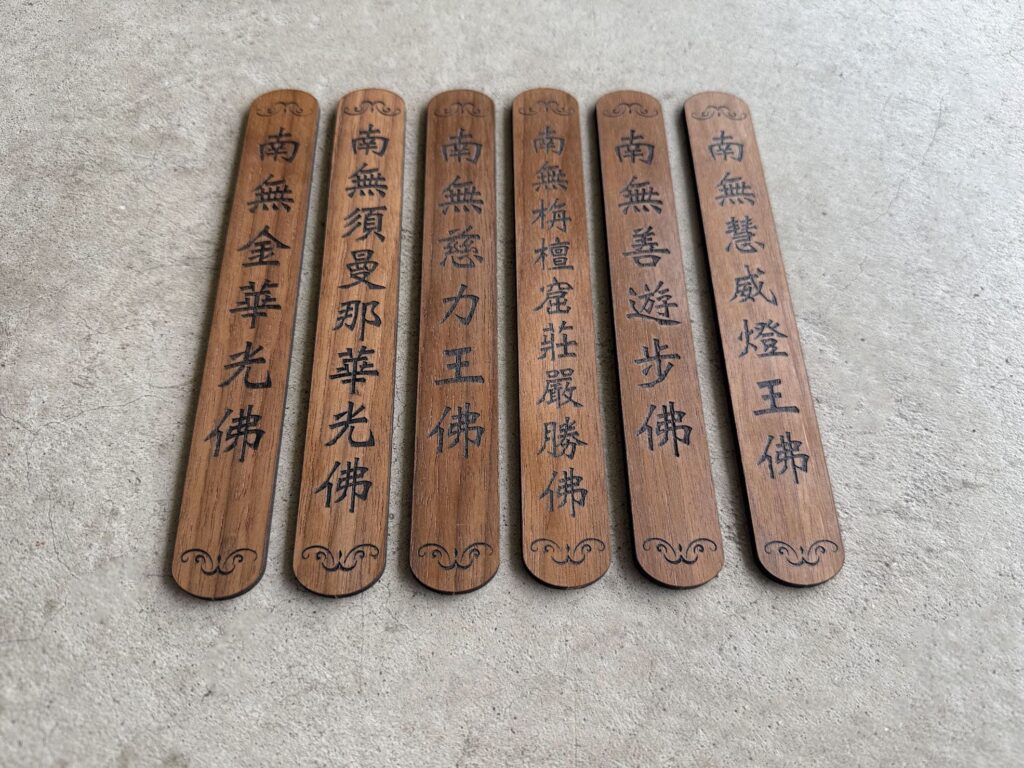 南無慧威燈王佛
南無善遊步佛
南無栴檀窟莊嚴勝佛
南無慈力王佛
南無須曼那華光佛
南無金華光佛